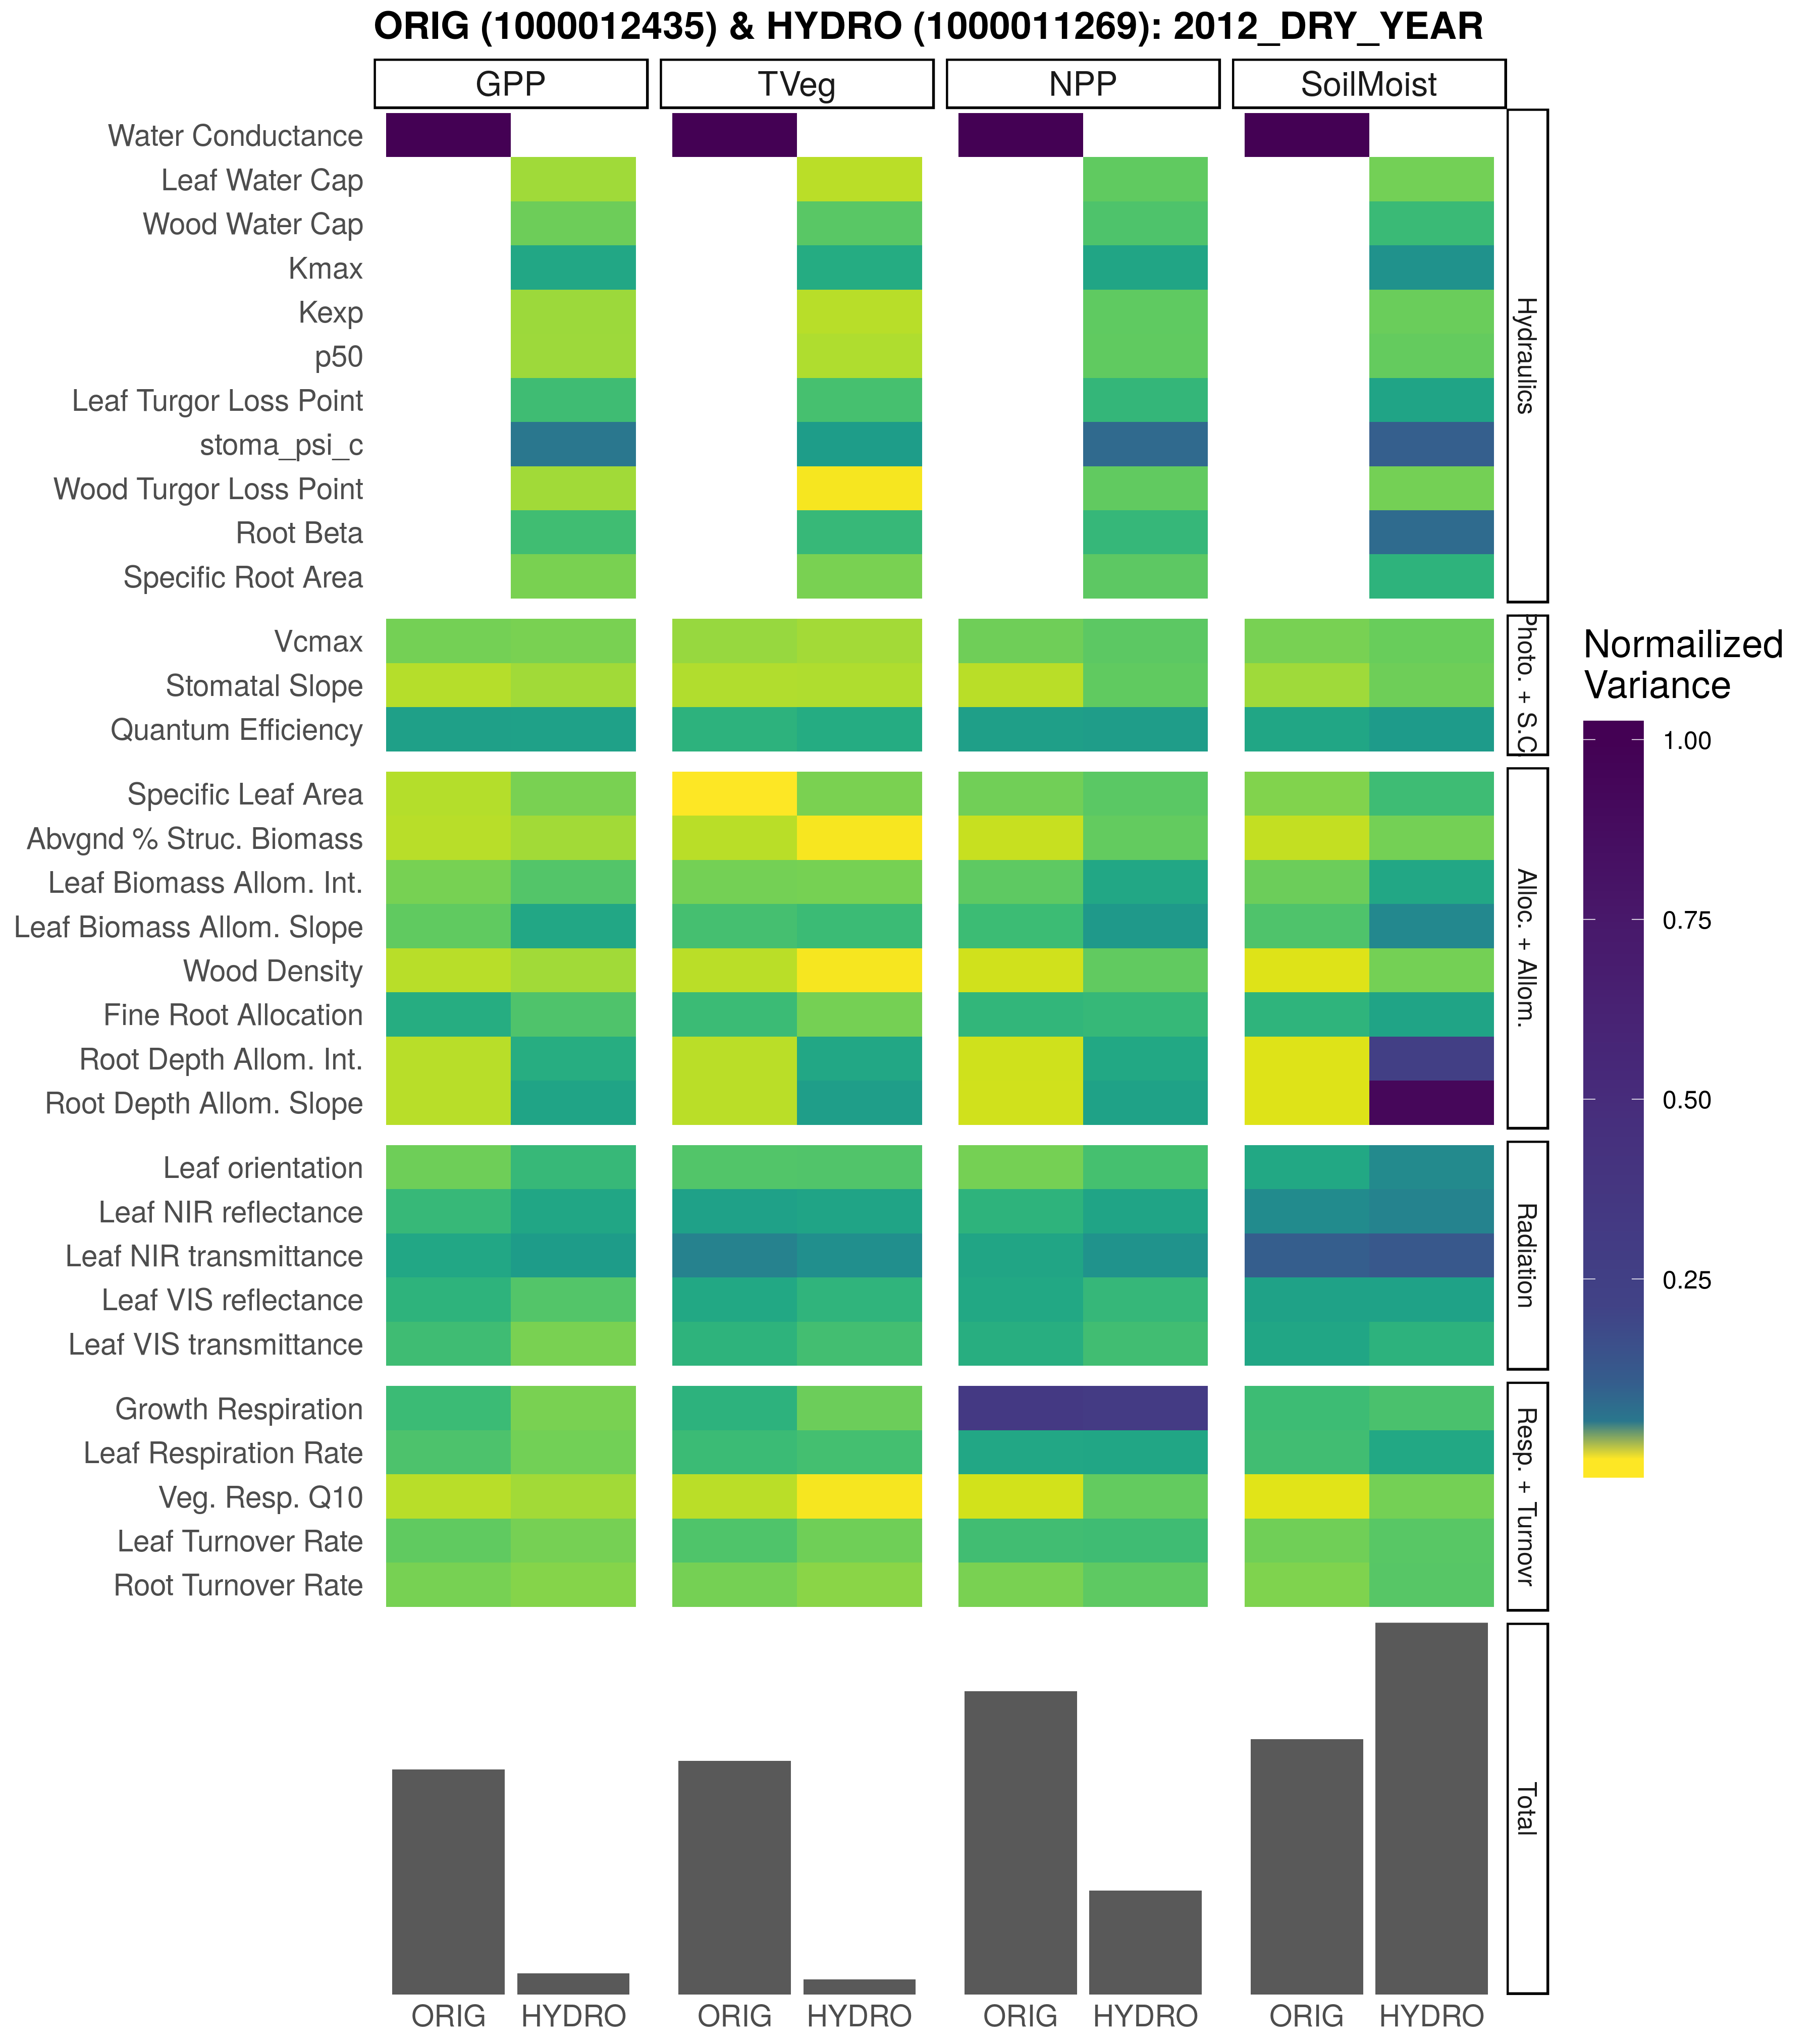 ORIG (1000012435) & HYDRO (1000011269): 2012_DRY_YEAR
GPP
TVeg
NPP
SoilMoist
Water Conductance
Leaf Water Cap
Wood Water Cap
Kmax
Kexp
p50
Leaf Turgor Loss Point
stoma_psi_c
Wood Turgor Loss Point
Root Beta
Specific Root Area
Hydraulics
Vcmax
Stomatal Slope
Quantum Efficiency
Photo. + S.C.
Specific Leaf Area
Abvgnd % Struc. Biomass
Leaf Biomass Allom. Int.
Leaf Biomass Allom. Slope
Wood Density
Fine Root Allocation
Root Depth Allom. Int.
Root Depth Allom. Slope
Alloc. + Allom.
Leaf orientation
Leaf NIR reflectance
Leaf NIR transmittance
Leaf VIS reflectance
Leaf VIS transmittance
Radiation
Growth Respiration
Leaf Respiration Rate
Veg. Resp. Q10
Leaf Turnover Rate
Root Turnover Rate
Resp. + Turnovr
Total
ORIG HYDRO ORIG HYDRO ORIG HYDRO ORIG HYDRO
Normailized
Variance
1.00
0.75
0.50
0.25